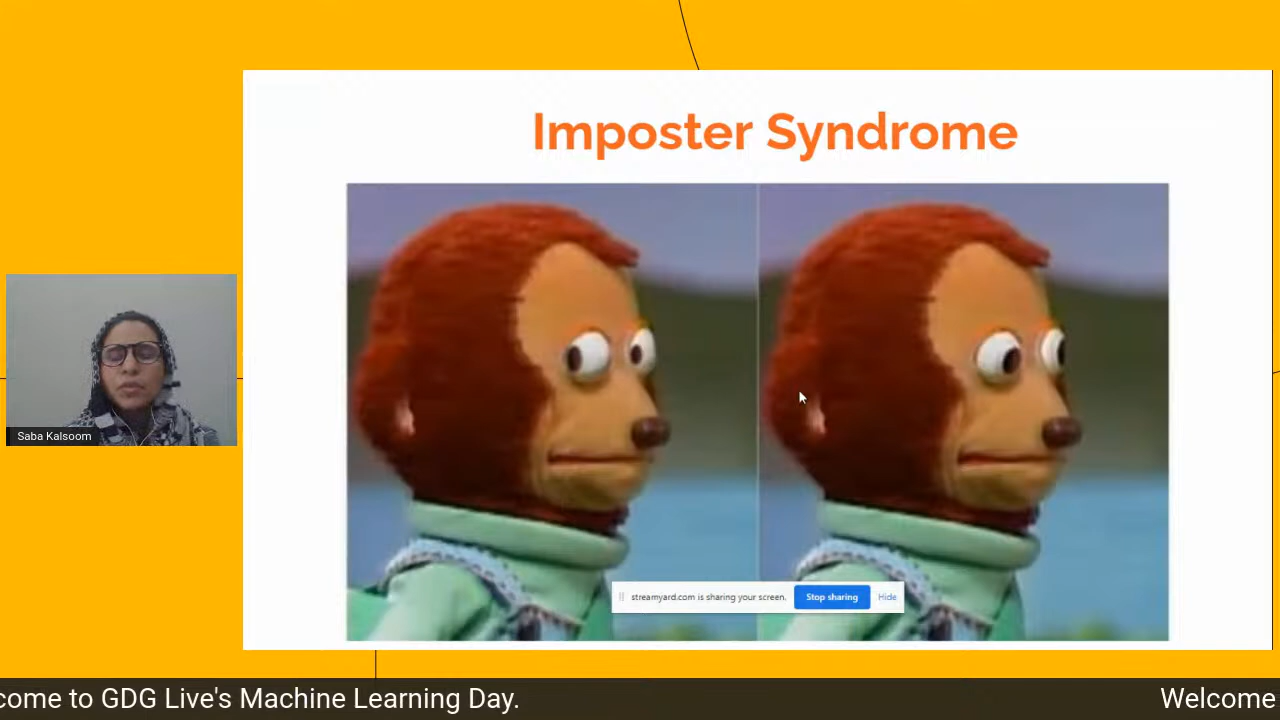 Imposter Syndrome
Saba Kalsoom
streamyard.com is sharing your screen. Stop sharing Hide
come to GDG Live's Machine Learning Day. Welcome